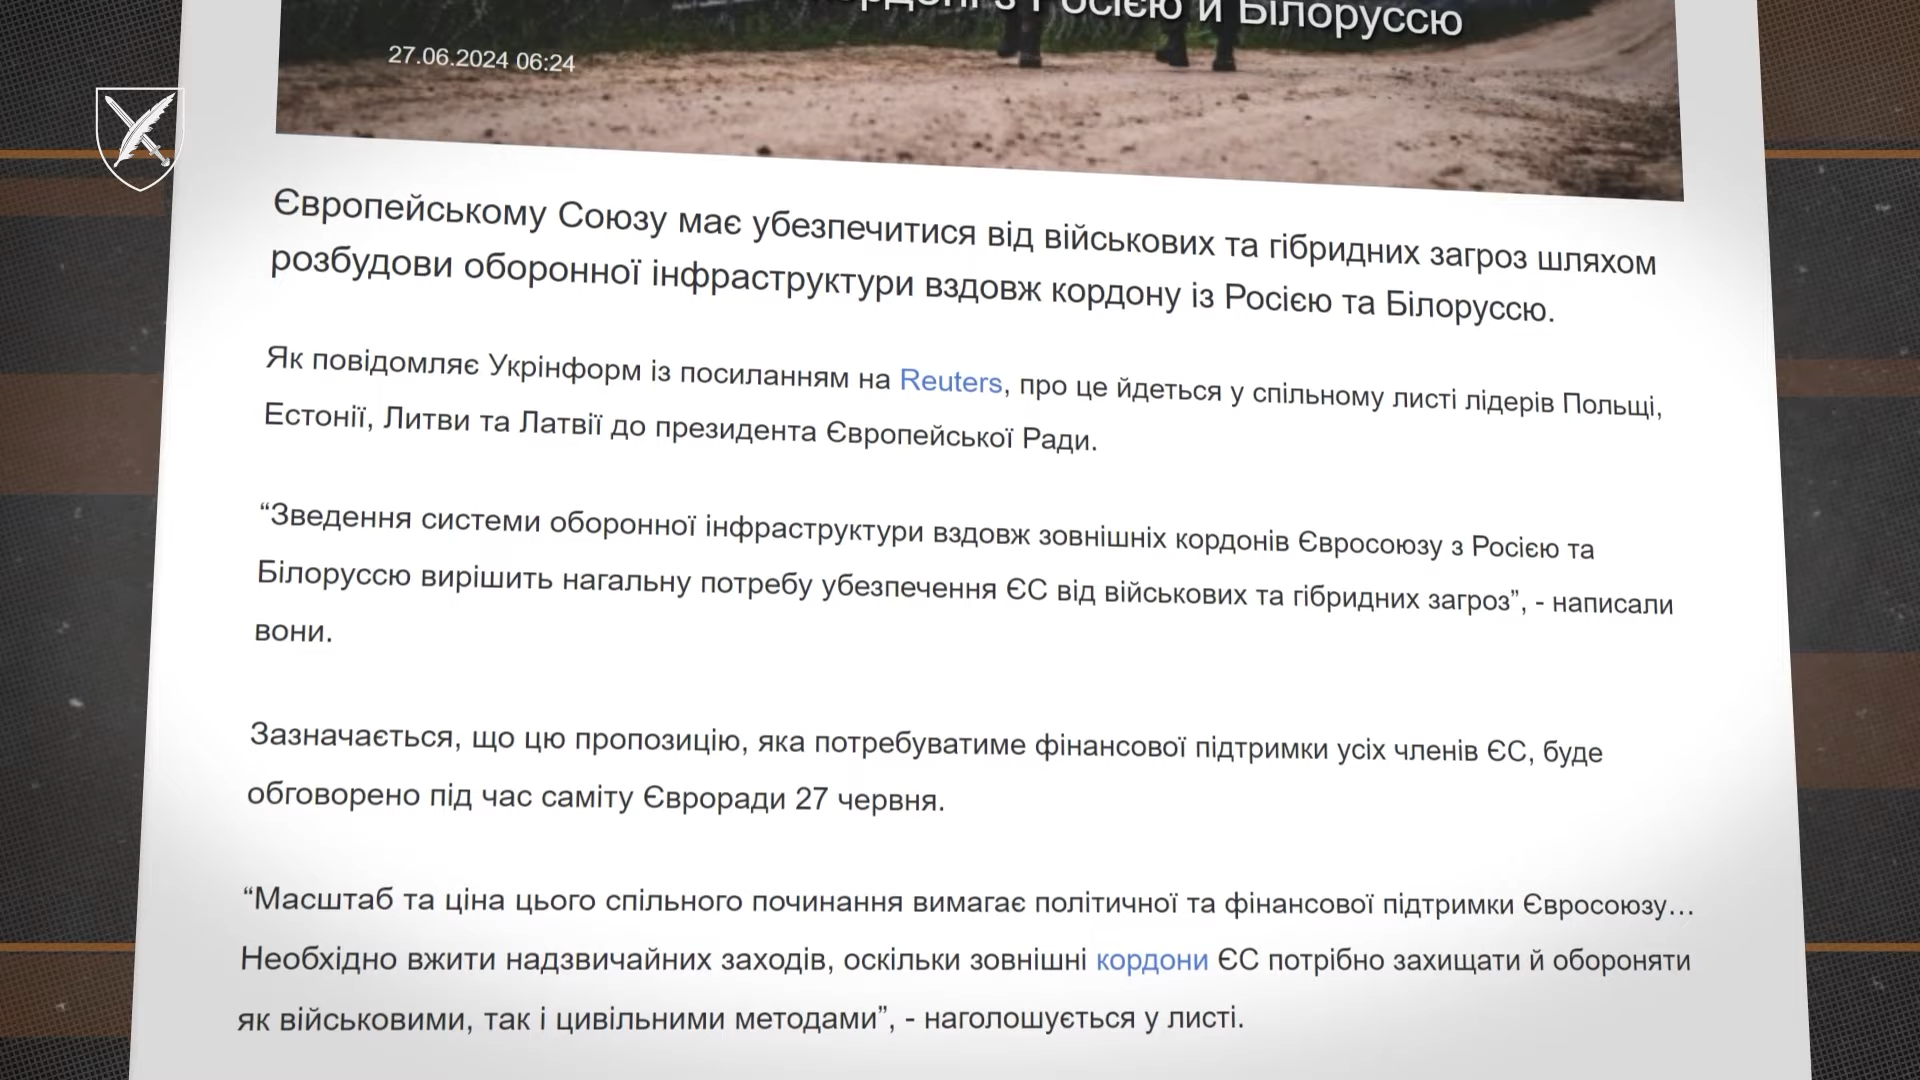 з Росією й Білоруссю
27.06.2024 06:24
Європейському Союзу має убезпечитися від військових та гібридних загроз шляхом
розбудови оборонної інфраструктури вздовж кордону із Росією та Білоруссю.
Як повідомляє Укрінформ із посиланням на Reuters, про це йдеться у спільному листі лідерів Польщі,
Естонії, Литви та Латвії до президента Європейської Ради.
“Зведення системи оборонної інфраструктури вздовж зовнішніх кордонів Євросоюзу з Росією та
Білоруссю вирішить нагальну потребу убезпечення ЄС від військових та гібридних загроз”, - написали
вони.
Зазначається, що цю пропозицію, яка потребуватиме фінансової підтримки усіх членів ЄС, буде
обговорено під час саміту Євроради 27 червня.
“Масштаб та ціна цього спільного починання вимагає політичної та фінансової підтримки Євросоюзу…
Необхідно вжити надзвичайних заходів, оскільки зовнішні кордони ЄС потрібно захищати й обороняти
як військовими, так і цивільними методами”, - наголошується у листі.